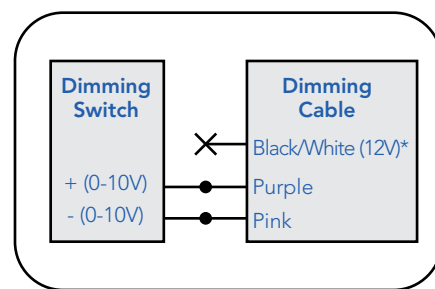 Dimming
Switch
+ (0-10V)
- (0-10V)
Dimming
Cable
Black/White (12V)*
Purple
Pink